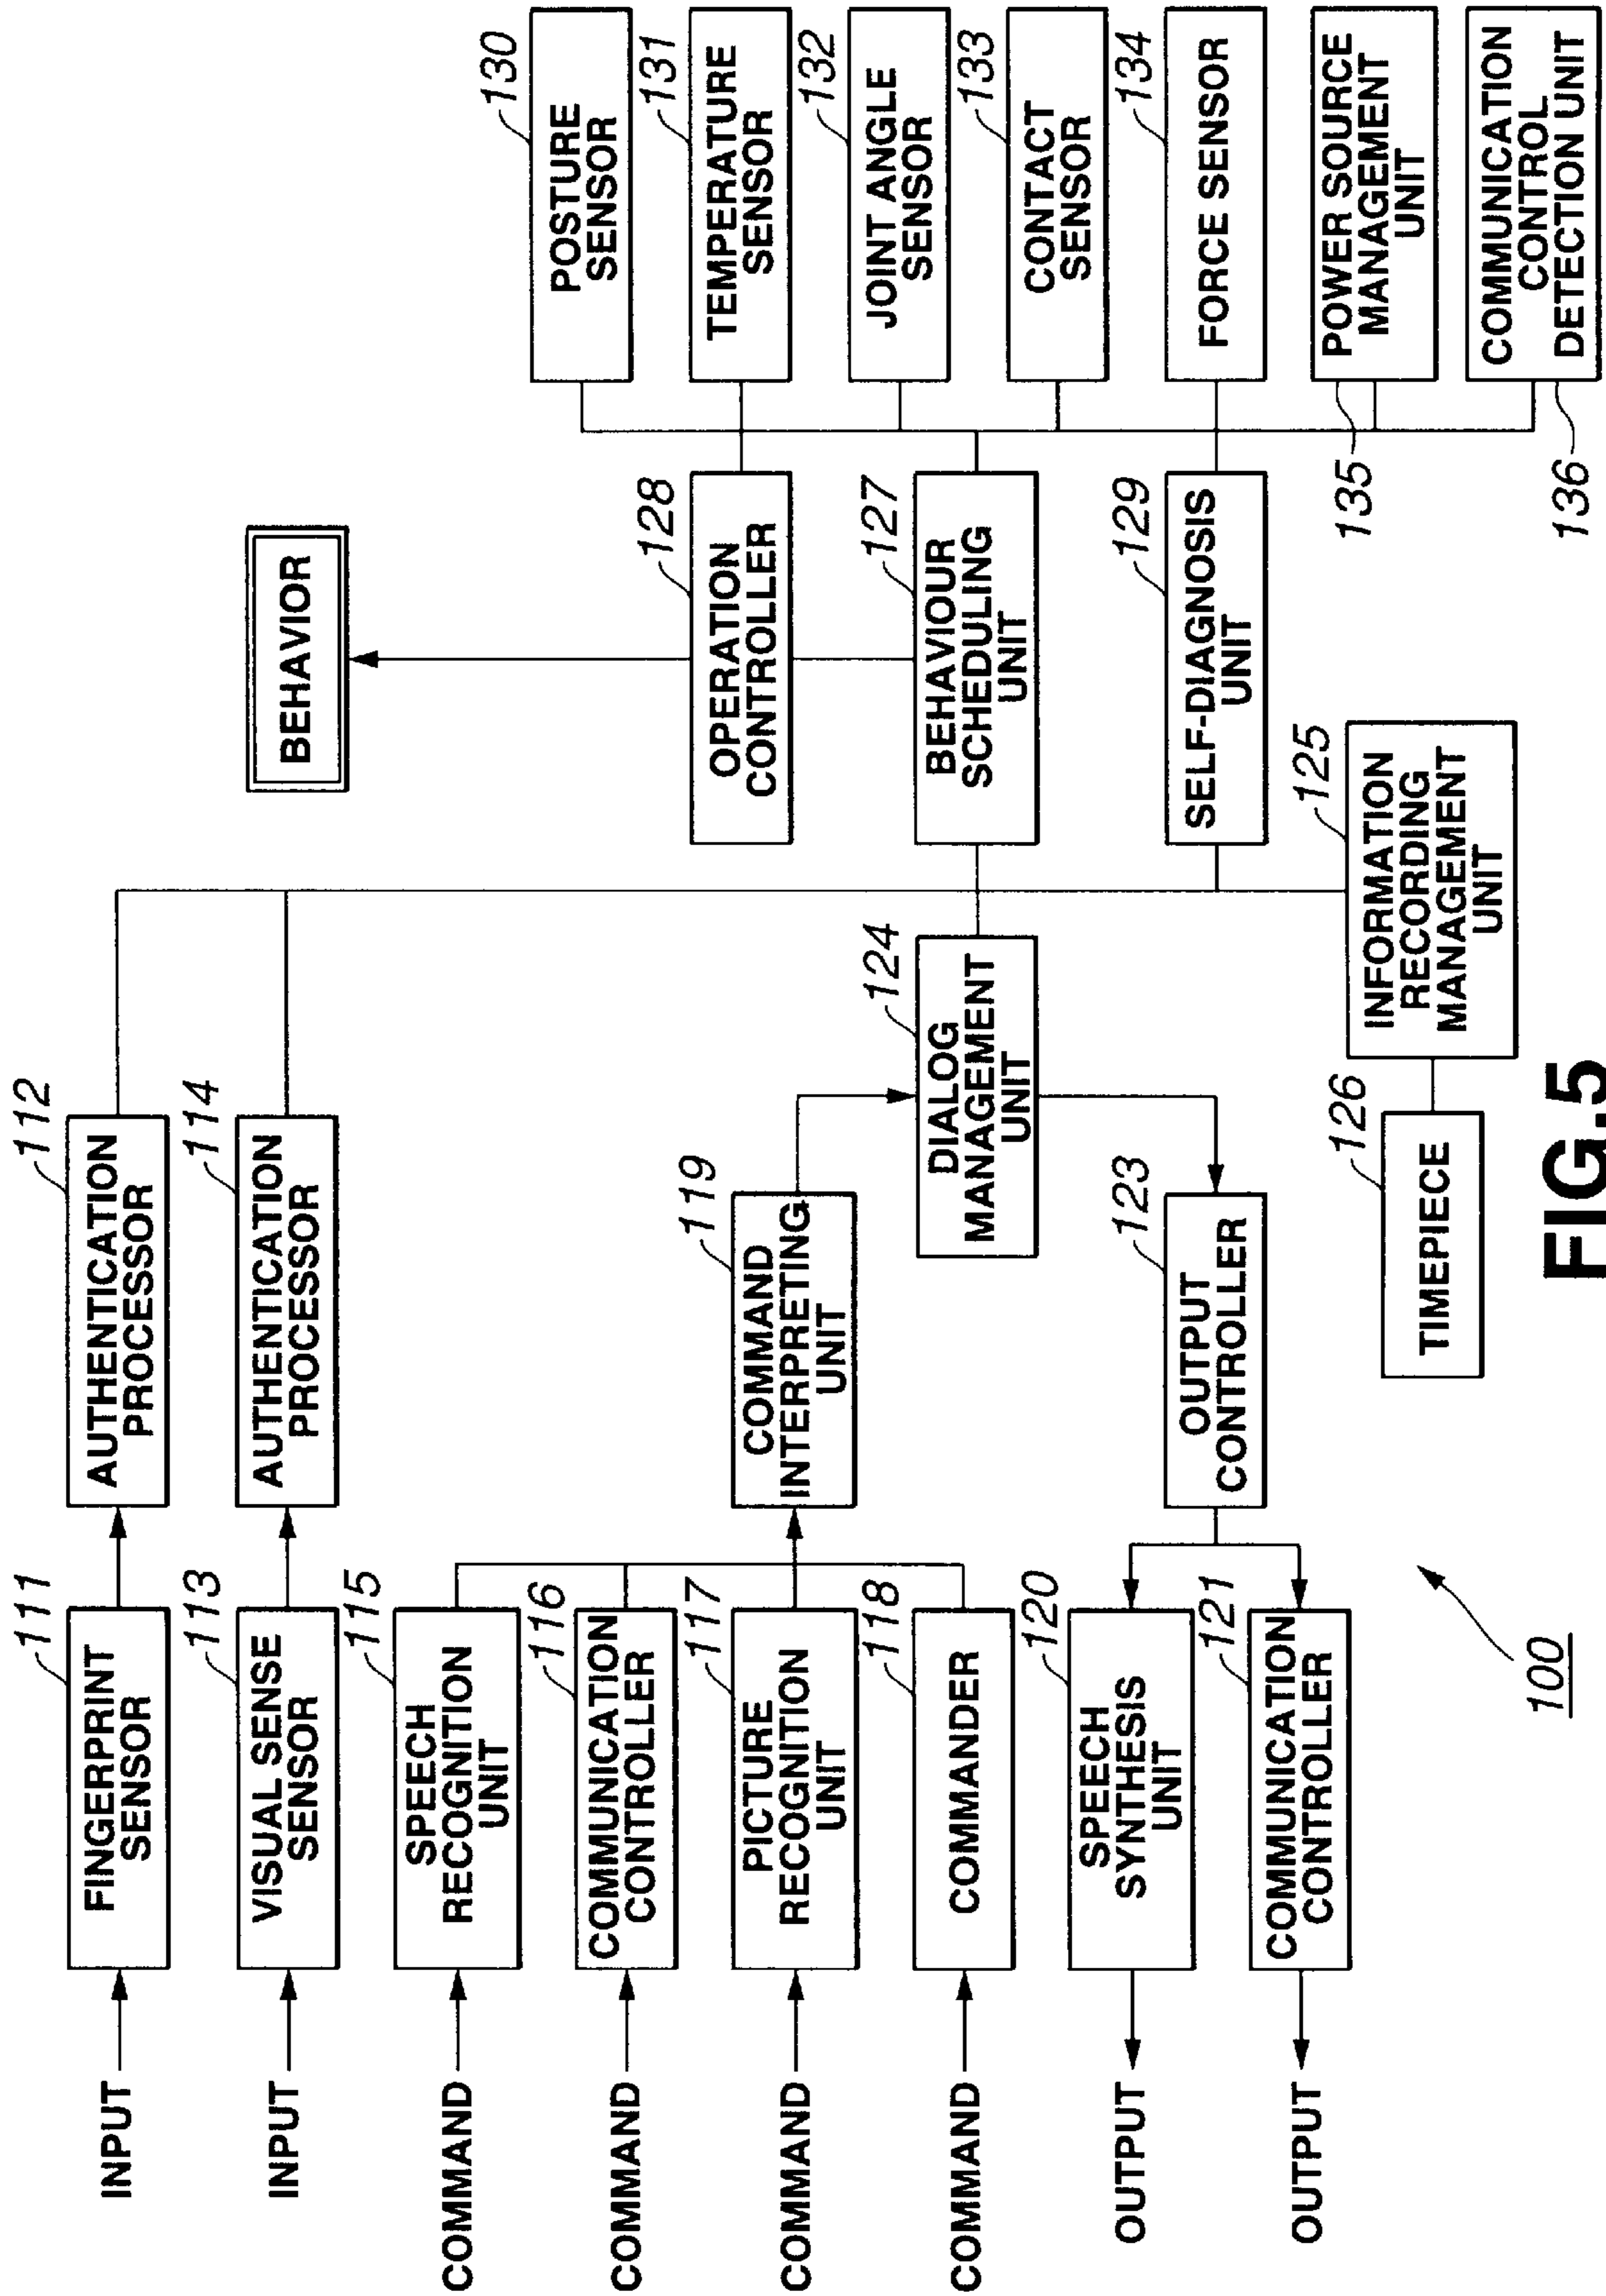 INPUT
INPUT
COMMAND
COMMAND
COMMAND
COMMAND
OUTPUT
OUTPUT
111
FINGERPRINT
SENSOR
113
VISUAL SENSE
SENSOR
115
SPEECH
RECOGNITION
UNIT
116
COMMUNICATION
CONTROLLER
117
PICTURE
RECOGNITION
UNIT
118
COMMANDER
120
SPEECH
SYNTHESIS
UNIT
121
COMMUNICATION
CONTROLLER
100
112
AUTHENTICATION
PROCESSOR
114
AUTHENTICATION
PROCESSOR
119
COMMAND
INTERPRETING
UNIT
123
OUTPUT
CONTROLLER
126
TIMEPIECE
124
DIALOG
MANAGEMENT
UNIT
125
INFORMATION
RECORDING
MANAGEMENT
UNIT
BEHAVIOR
128
OPERATION
CONTROLLER
127
BEHAVIOUR
SCHEDULING
UNIT
129
SELF-DIAGNOSIS
UNIT
130
POSTURE
SENSOR
131
TEMPERATURE
SENSOR
132
JOINT ANGLE
SENSOR
133
CONTACT
SENSOR
134
FORCE SENSOR
135
POWER SOURCE
MANAGEMENT
UNIT
136
COMMUNICATION
CONTROL
DETECTION UNIT
FIG.5